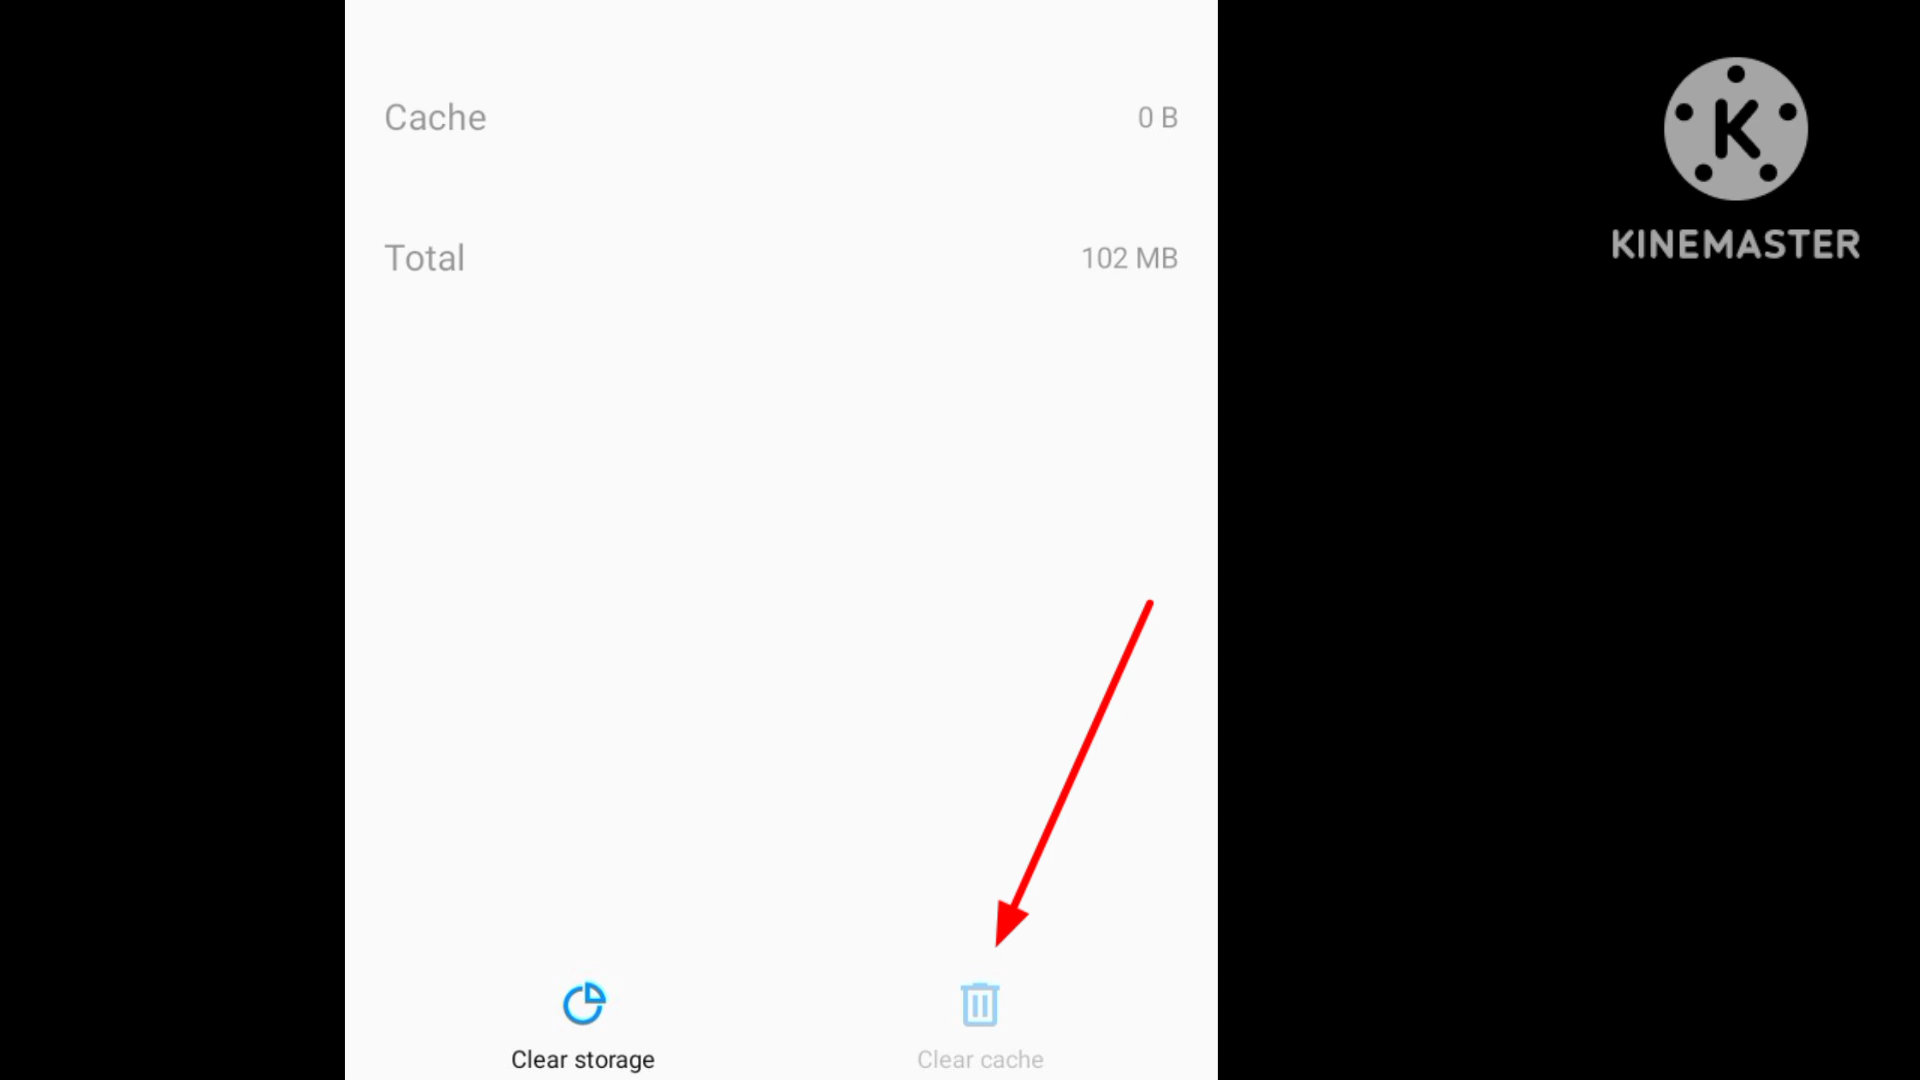 Cache 0 B
Total 102 MB
K
KINEMASTER
Clear storage Clear cache